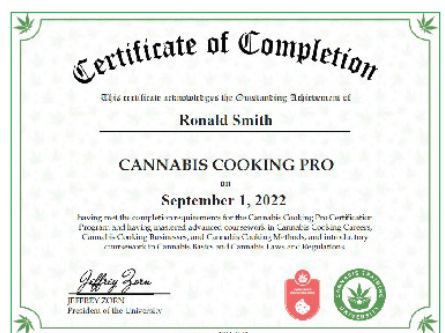 Certificate of Completion
This certificate acknowledges the Outstanding Achievement of
Ronald Smith
CANNABIS COOKING PRO
on
September 1, 2022
having met the completion requirements for the Cannabis Cooking Pro Certification
Program and having mastered advanced coursework in Cannabis Cooking Careers,
Cannabis Cooking Businesses, and Cannabis Cooking Methods, and introductory
coursework to Cannabis Basics and Cannabis Laws and Regulations.
Jeffrey Zorn
JEFFREY ZORN
President of the University
CANNABIS TRAINING
UNIVERSITY